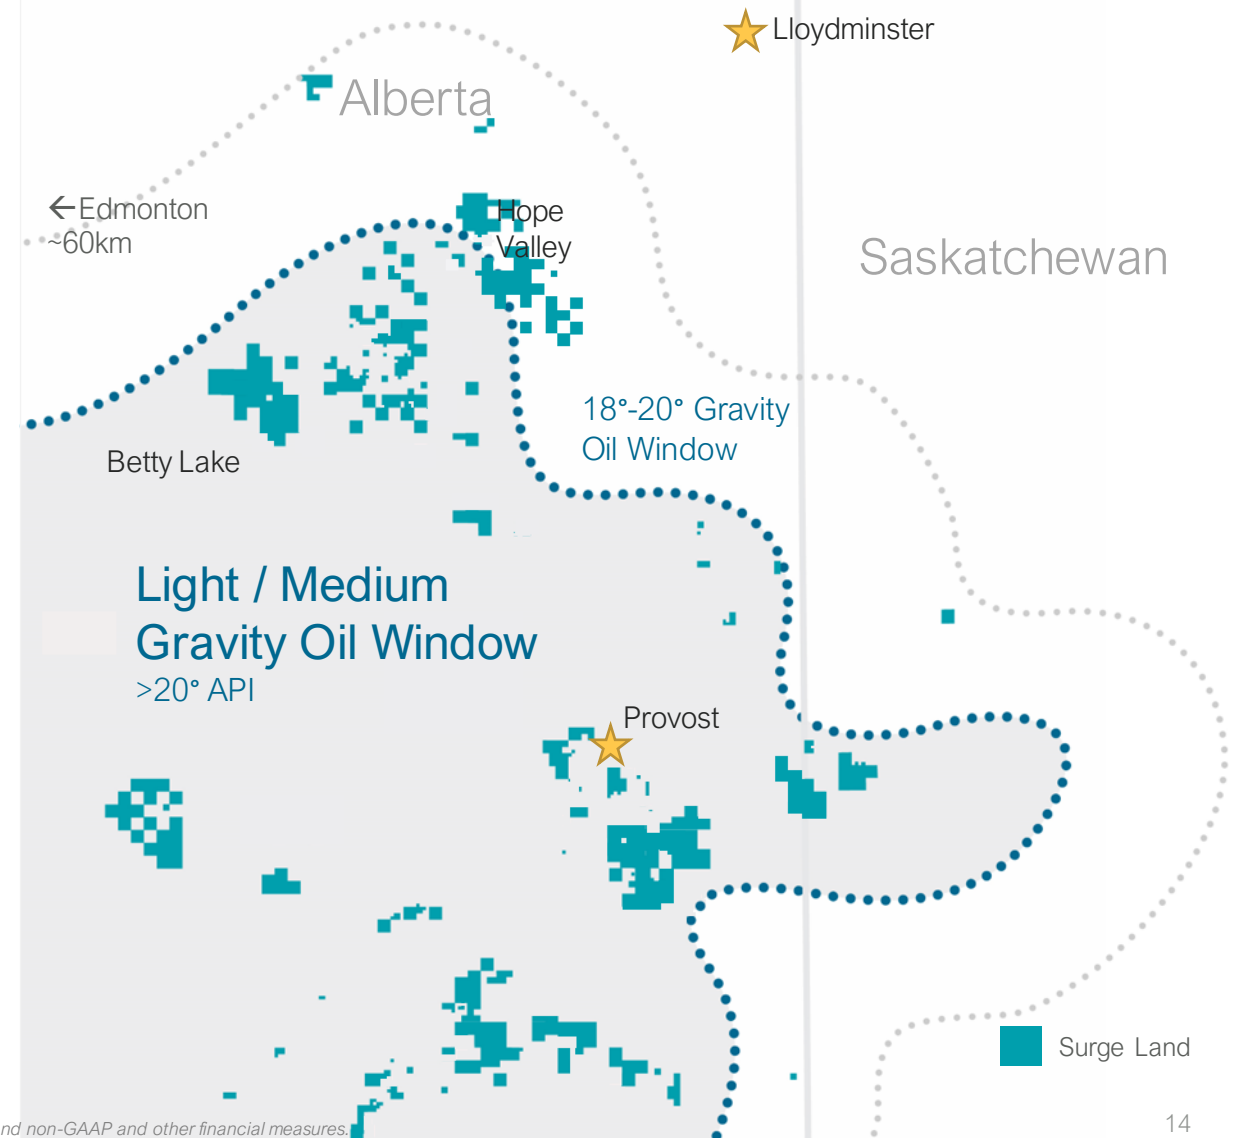 Lloydminster
Alberta
←Edmonton
~60km
Hope
Valley
Saskatchewan
18°-20° Gravity
Oil Window
Betty Lake
Light / Medium
Gravity Oil Window
>20° API
Provost
Surge Land
nd non-GAAP and other financial measures.
14